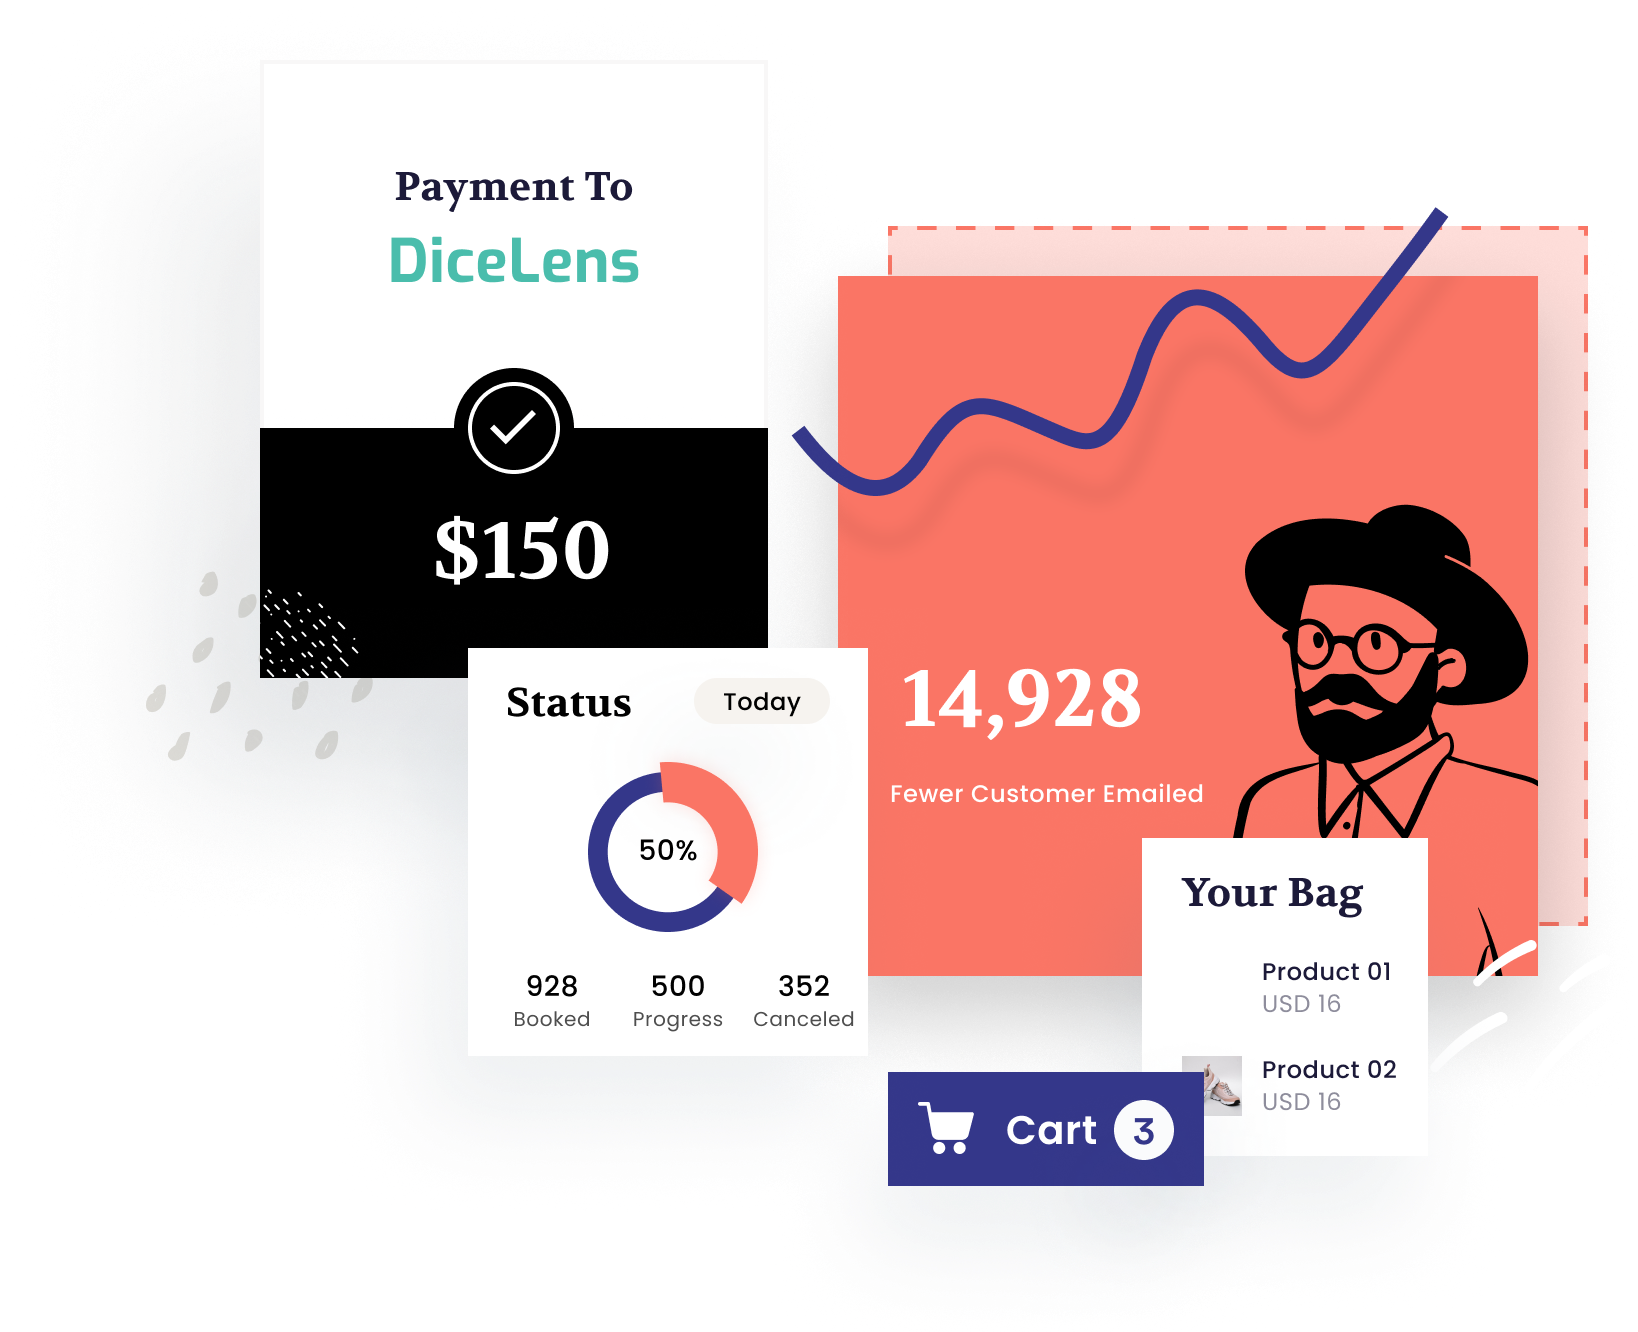 Payment To
DiceLens
$150
Status
Today
50%
928
Booked
500
Progress
352
Canceled
14,928
Fewer Customer Emailed
Your Bag
Product 01
USD 16
Product 02
USD 16
Cart 3